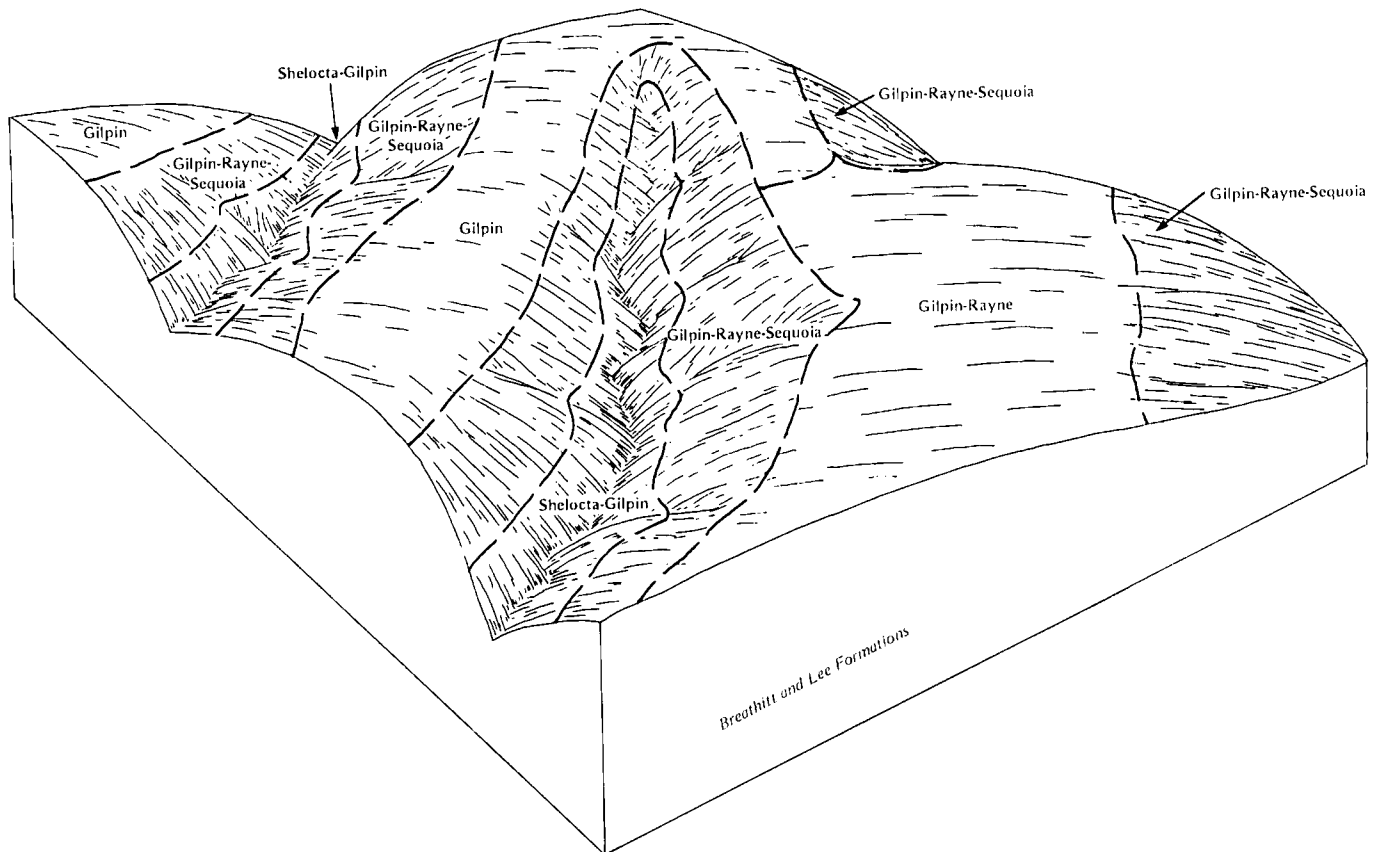 Shelocta-Gilpin
Gilpin-Rayne-Sequoia
Gilpin
Gilpin-Rayne-
Sequoia
Gilpin-Rayne-
Sequoia
Gilpin-Rayne-Sequoia
Gilpin
Gilpin-Rayne
Gilpin-Rayne-Sequoia
Shelocta-Gilpin
Breathitt and Lee Formations